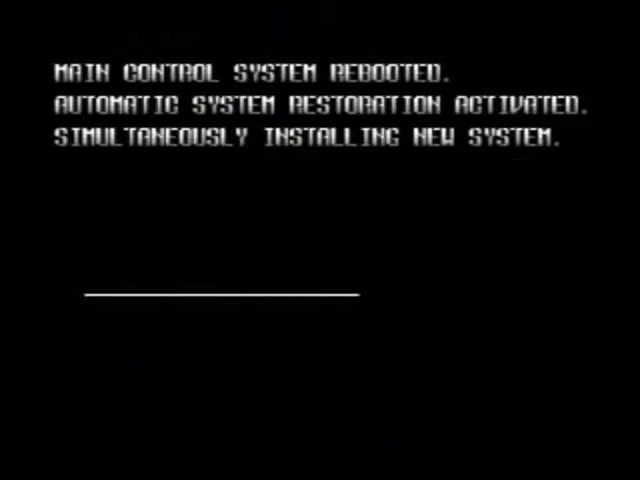 MAIN CONTROL SYSTEM REBOOTED.
AUTOMATIC SYSTEM RESTORATION ACTIVATED.
SIMULTANEOUSLY INSTALLING NEW SYSTEM.